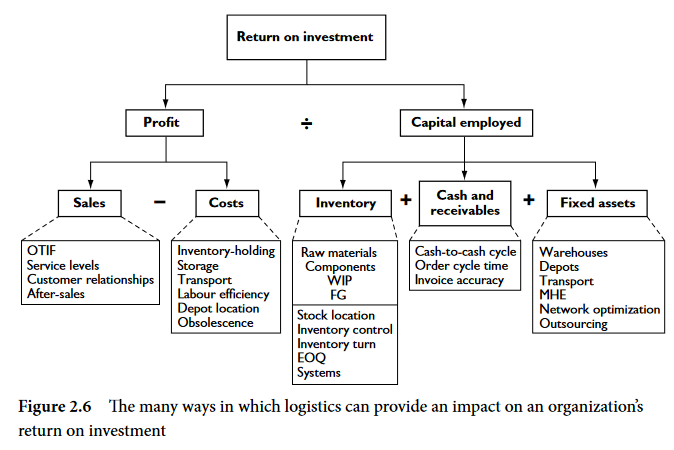 Return on investment
Profit
÷
Capital employed
Sales
−
Costs
Inventory
+
Cash and
receivables
+
Fixed assets
OTIF
Service levels
Customer relationships
After-sales
Inventory-holding
Storage
Transport
Labour efficiency
Depot location
Obsolescence
Raw materials
Components
WIP
FG
Stock location
Inventory control
Inventory turn
EOQ
Systems
Cash-to-cash cycle
Order cycle time
Invoice accuracy
Warehouses
Depots
Transport
MHE
Network optimization
Outsourcing
Figure 2.6 The many ways in which logistics can provide an impact on an organization’s
return on investment